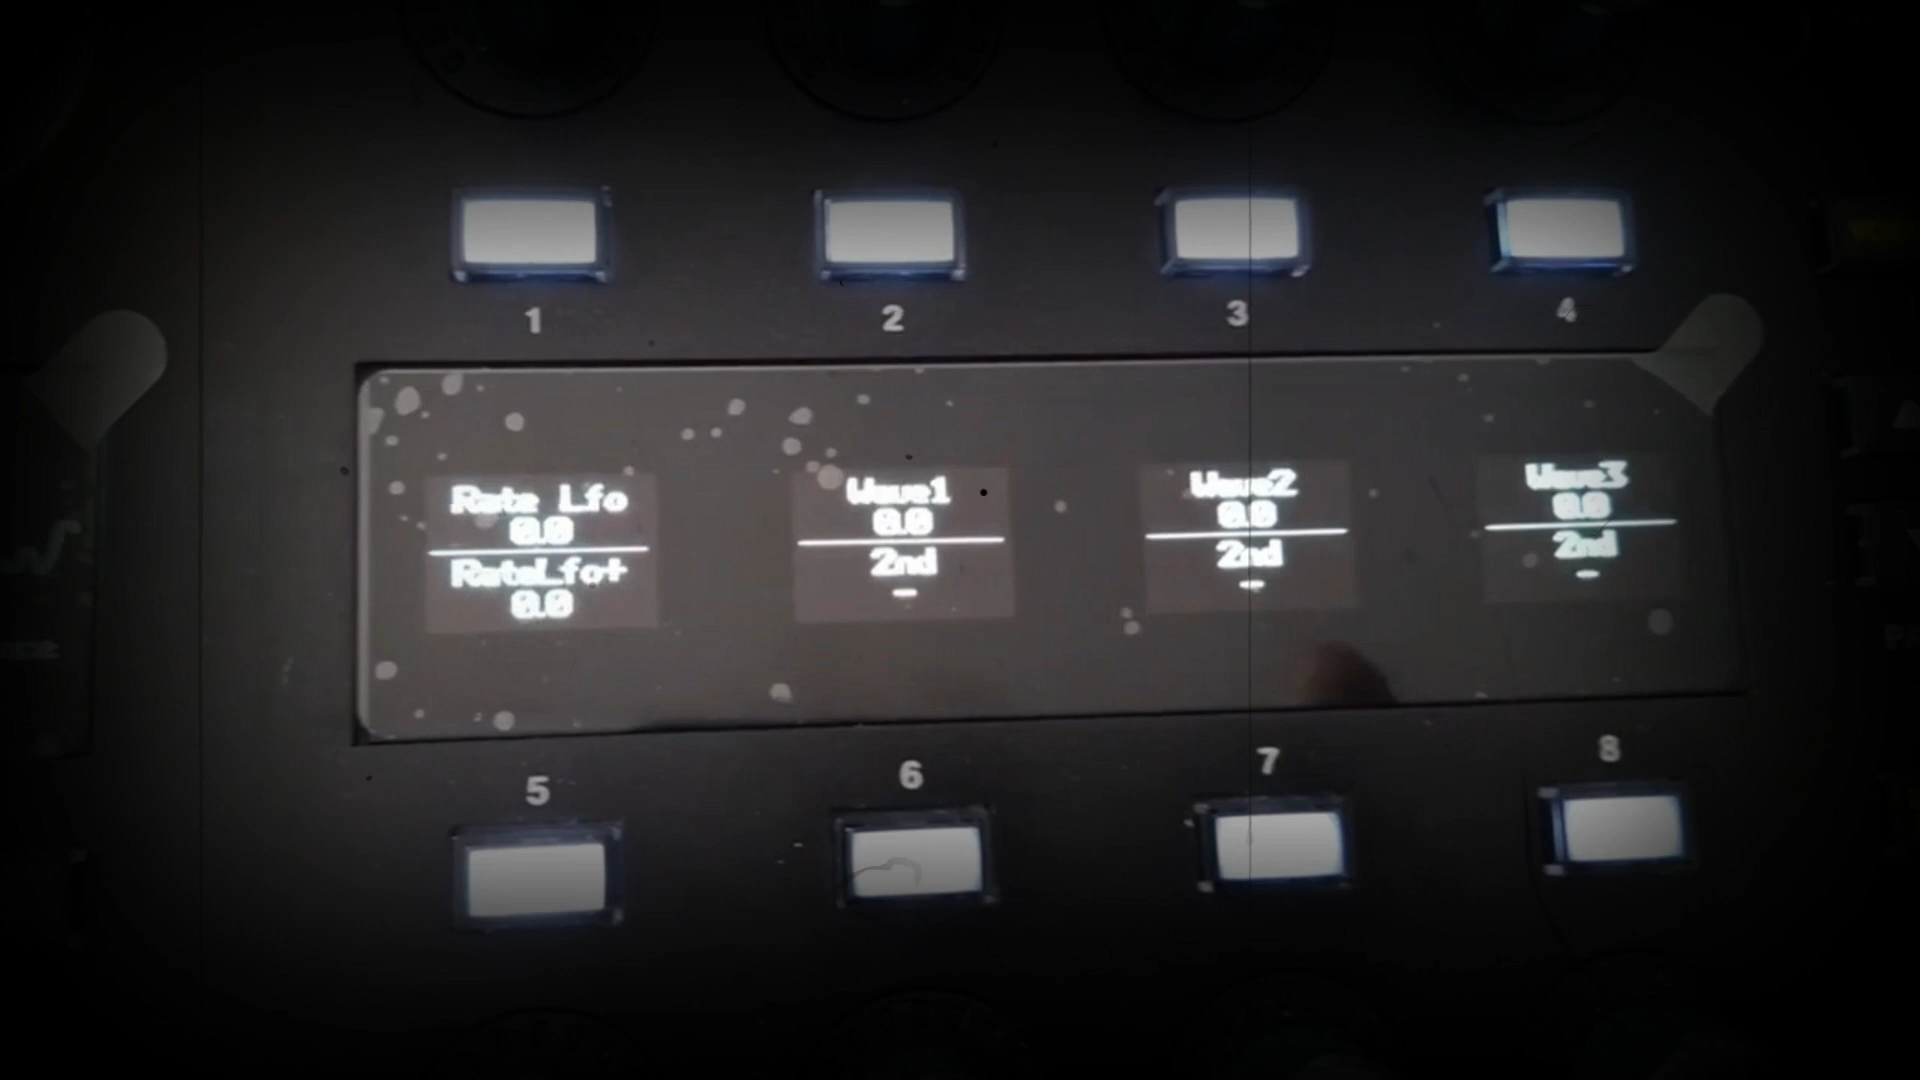 1 2 3 4
Rate Lfo
0.0
RateLfo+
0.0
Wave1
0.0
2nd
-
Wave2
0.0
2nd
-
Wave3
0.0
2nd
-
5 6 7 8